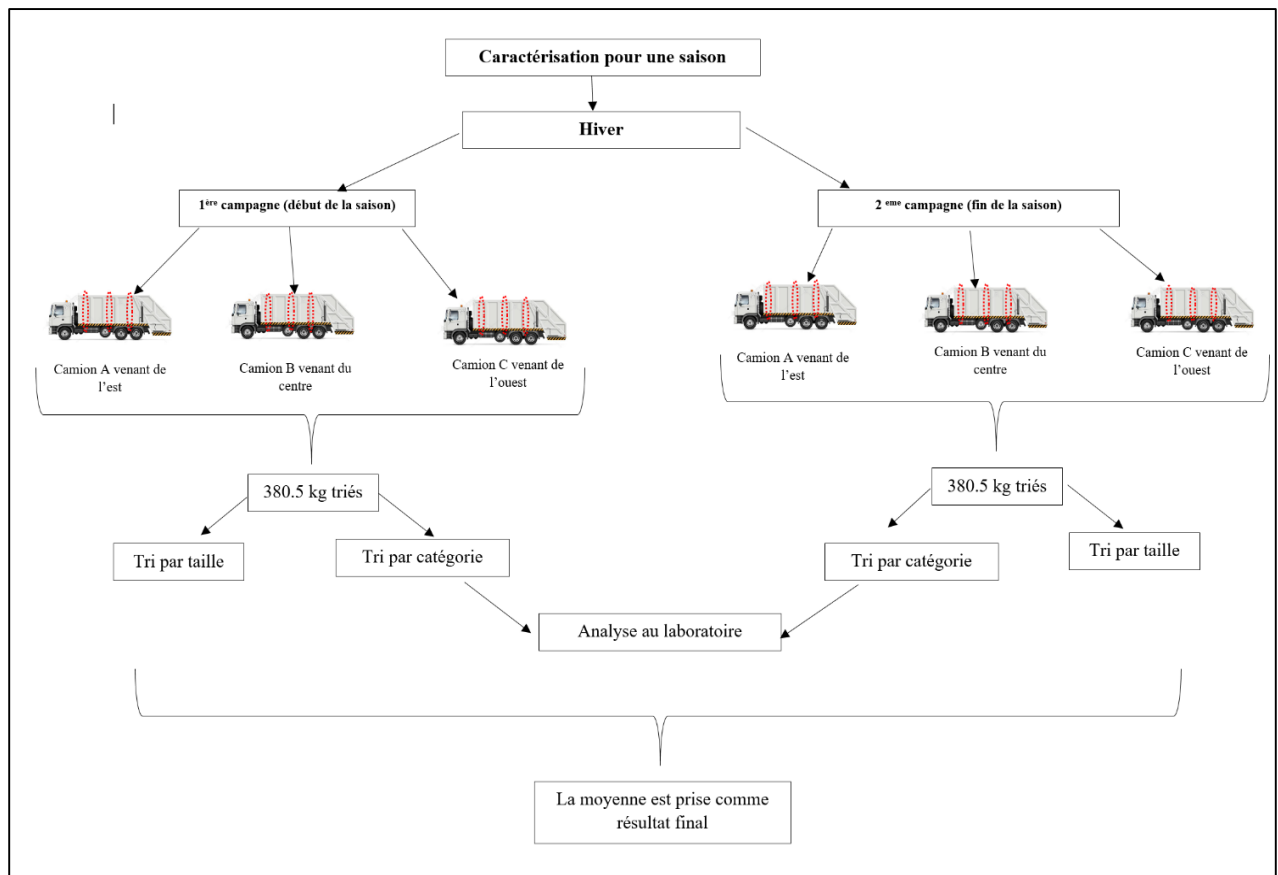 Caractérisation pour une saison
Hiver
1ère campagne (début de la saison)
2 eme campagne (fin de la saison)
Camion A venant de
l’est
Camion B venant du
centre
Camion C venant de
l’ouest
Camion A venant de
l’est
Camion B venant du
centre
Camion C venant de
l’ouest
380.5 kg triés
380.5 kg triés
Tri par taille
Tri par catégorie
Tri par catégorie
Tri par taille
Analyse au laboratoire
La moyenne est prise comme
résultat final